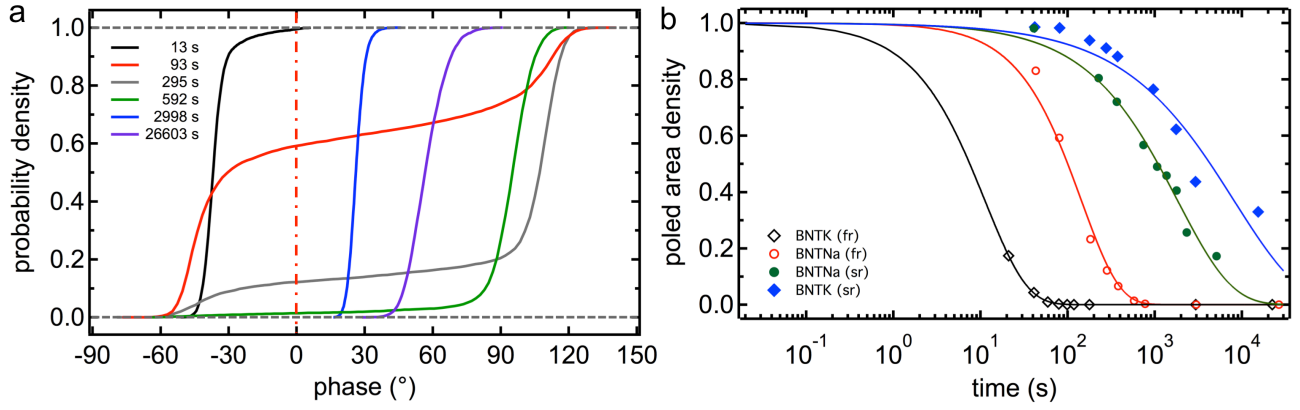 a
probability density
1.0
0.8
0.6
0.4
0.2
0.0
13 s
93 s
295 s
592 s
2998 s
26603 s
-90 -60 -30 0 30 60 90 120 150
phase (°)
b
poled area density
1.0
0.8
0.6
0.4
0.2
0.0
BNTK (fr)
BNTNa (fr)
BNTNa (sr)
BNTK (sr)
10⁻¹ 10⁰ 10¹ 10² 10³ 10⁴
time (s)